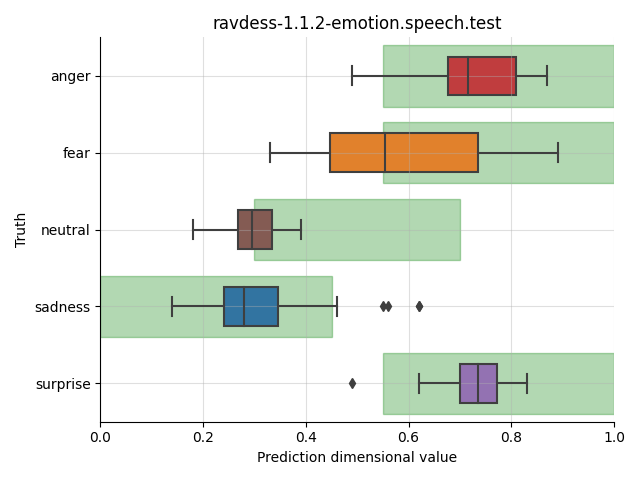 ravdess-1.1.2-emotion.speech.test
Truth
anger
fear
neutral
sadness
surprise
0.0 0.2 0.4 0.6 0.8 1.0
Prediction dimensional value